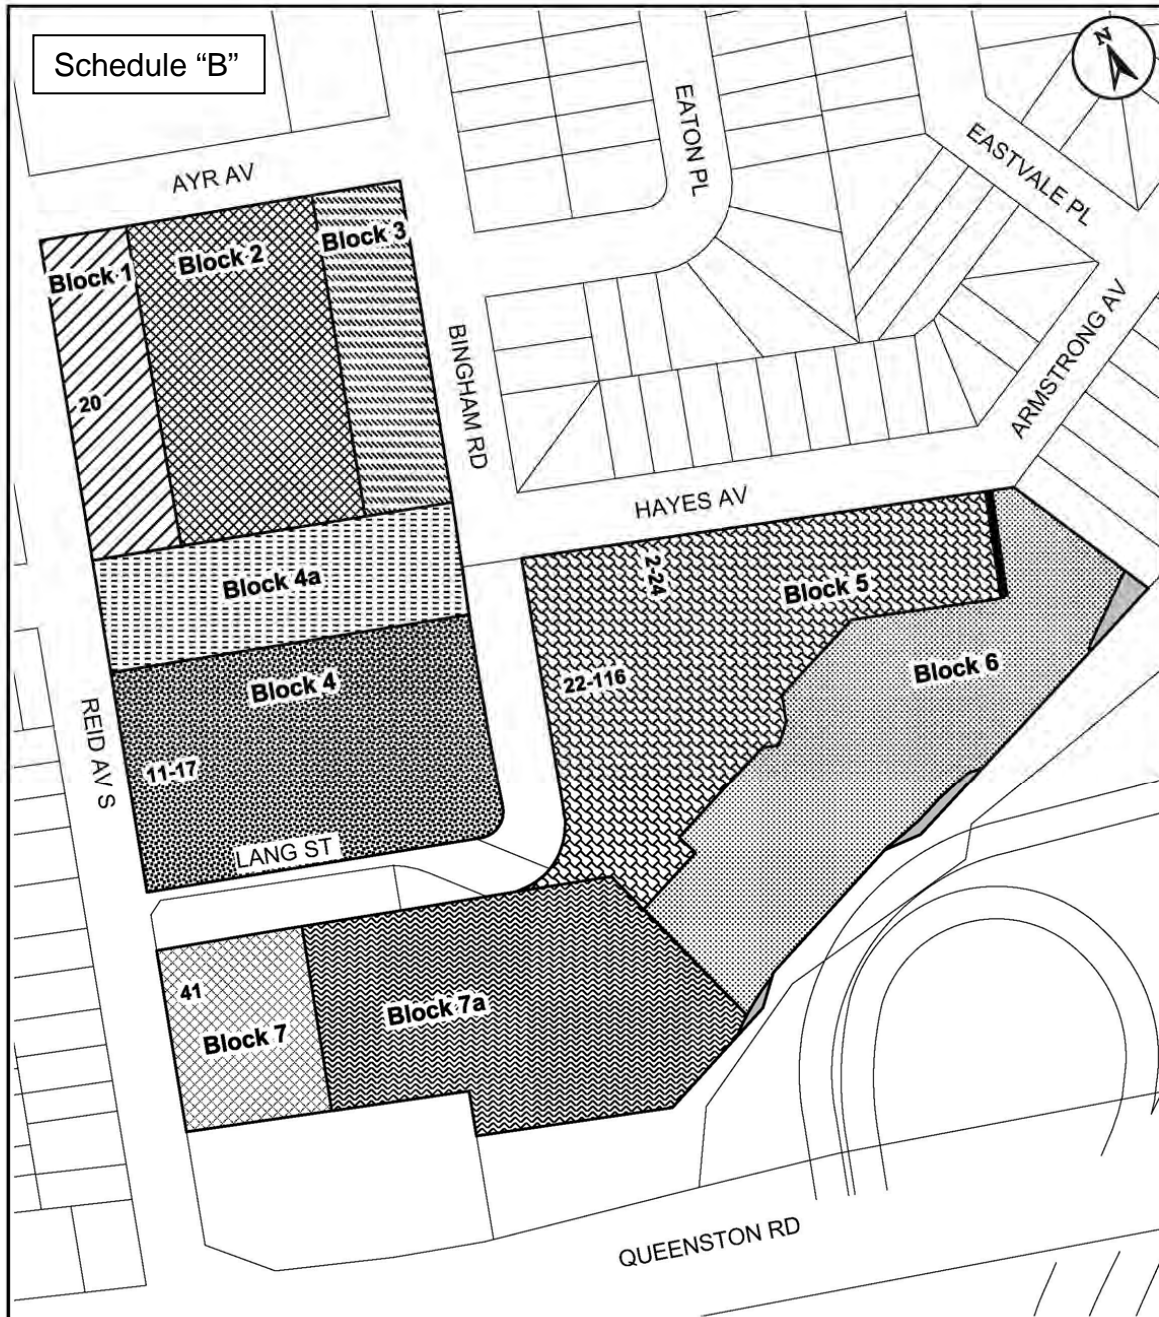 Schedule “B”
N
EATON PL
EASTVALE PL
AYR AV
Block 1
Block 2
Block 3
20
BINGHAM RD
ARMSTRONG AV
HAYES AV
Block 4a
2-24
Block 5
Block 4
22-116
Block 6
REID AV S
11-17
LANG ST
41
Block 7
Block 7a
QUEENSTON RD